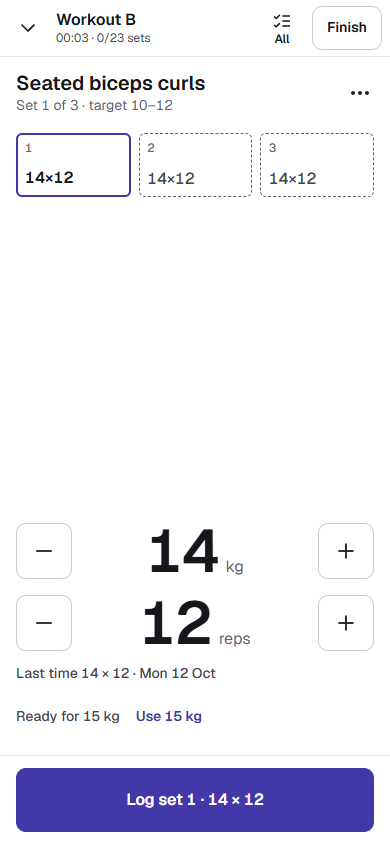 Workout B
00:03 · 0/23 sets
All
Finish
Seated biceps curls
Set 1 of 3 · target 10–12
1
14×12
2
14×12
3
14×12
14 kg
12 reps
Last time 14 × 12 · Mon 12 Oct
Ready for 15 kg Use 15 kg
Log set 1 · 14 × 12